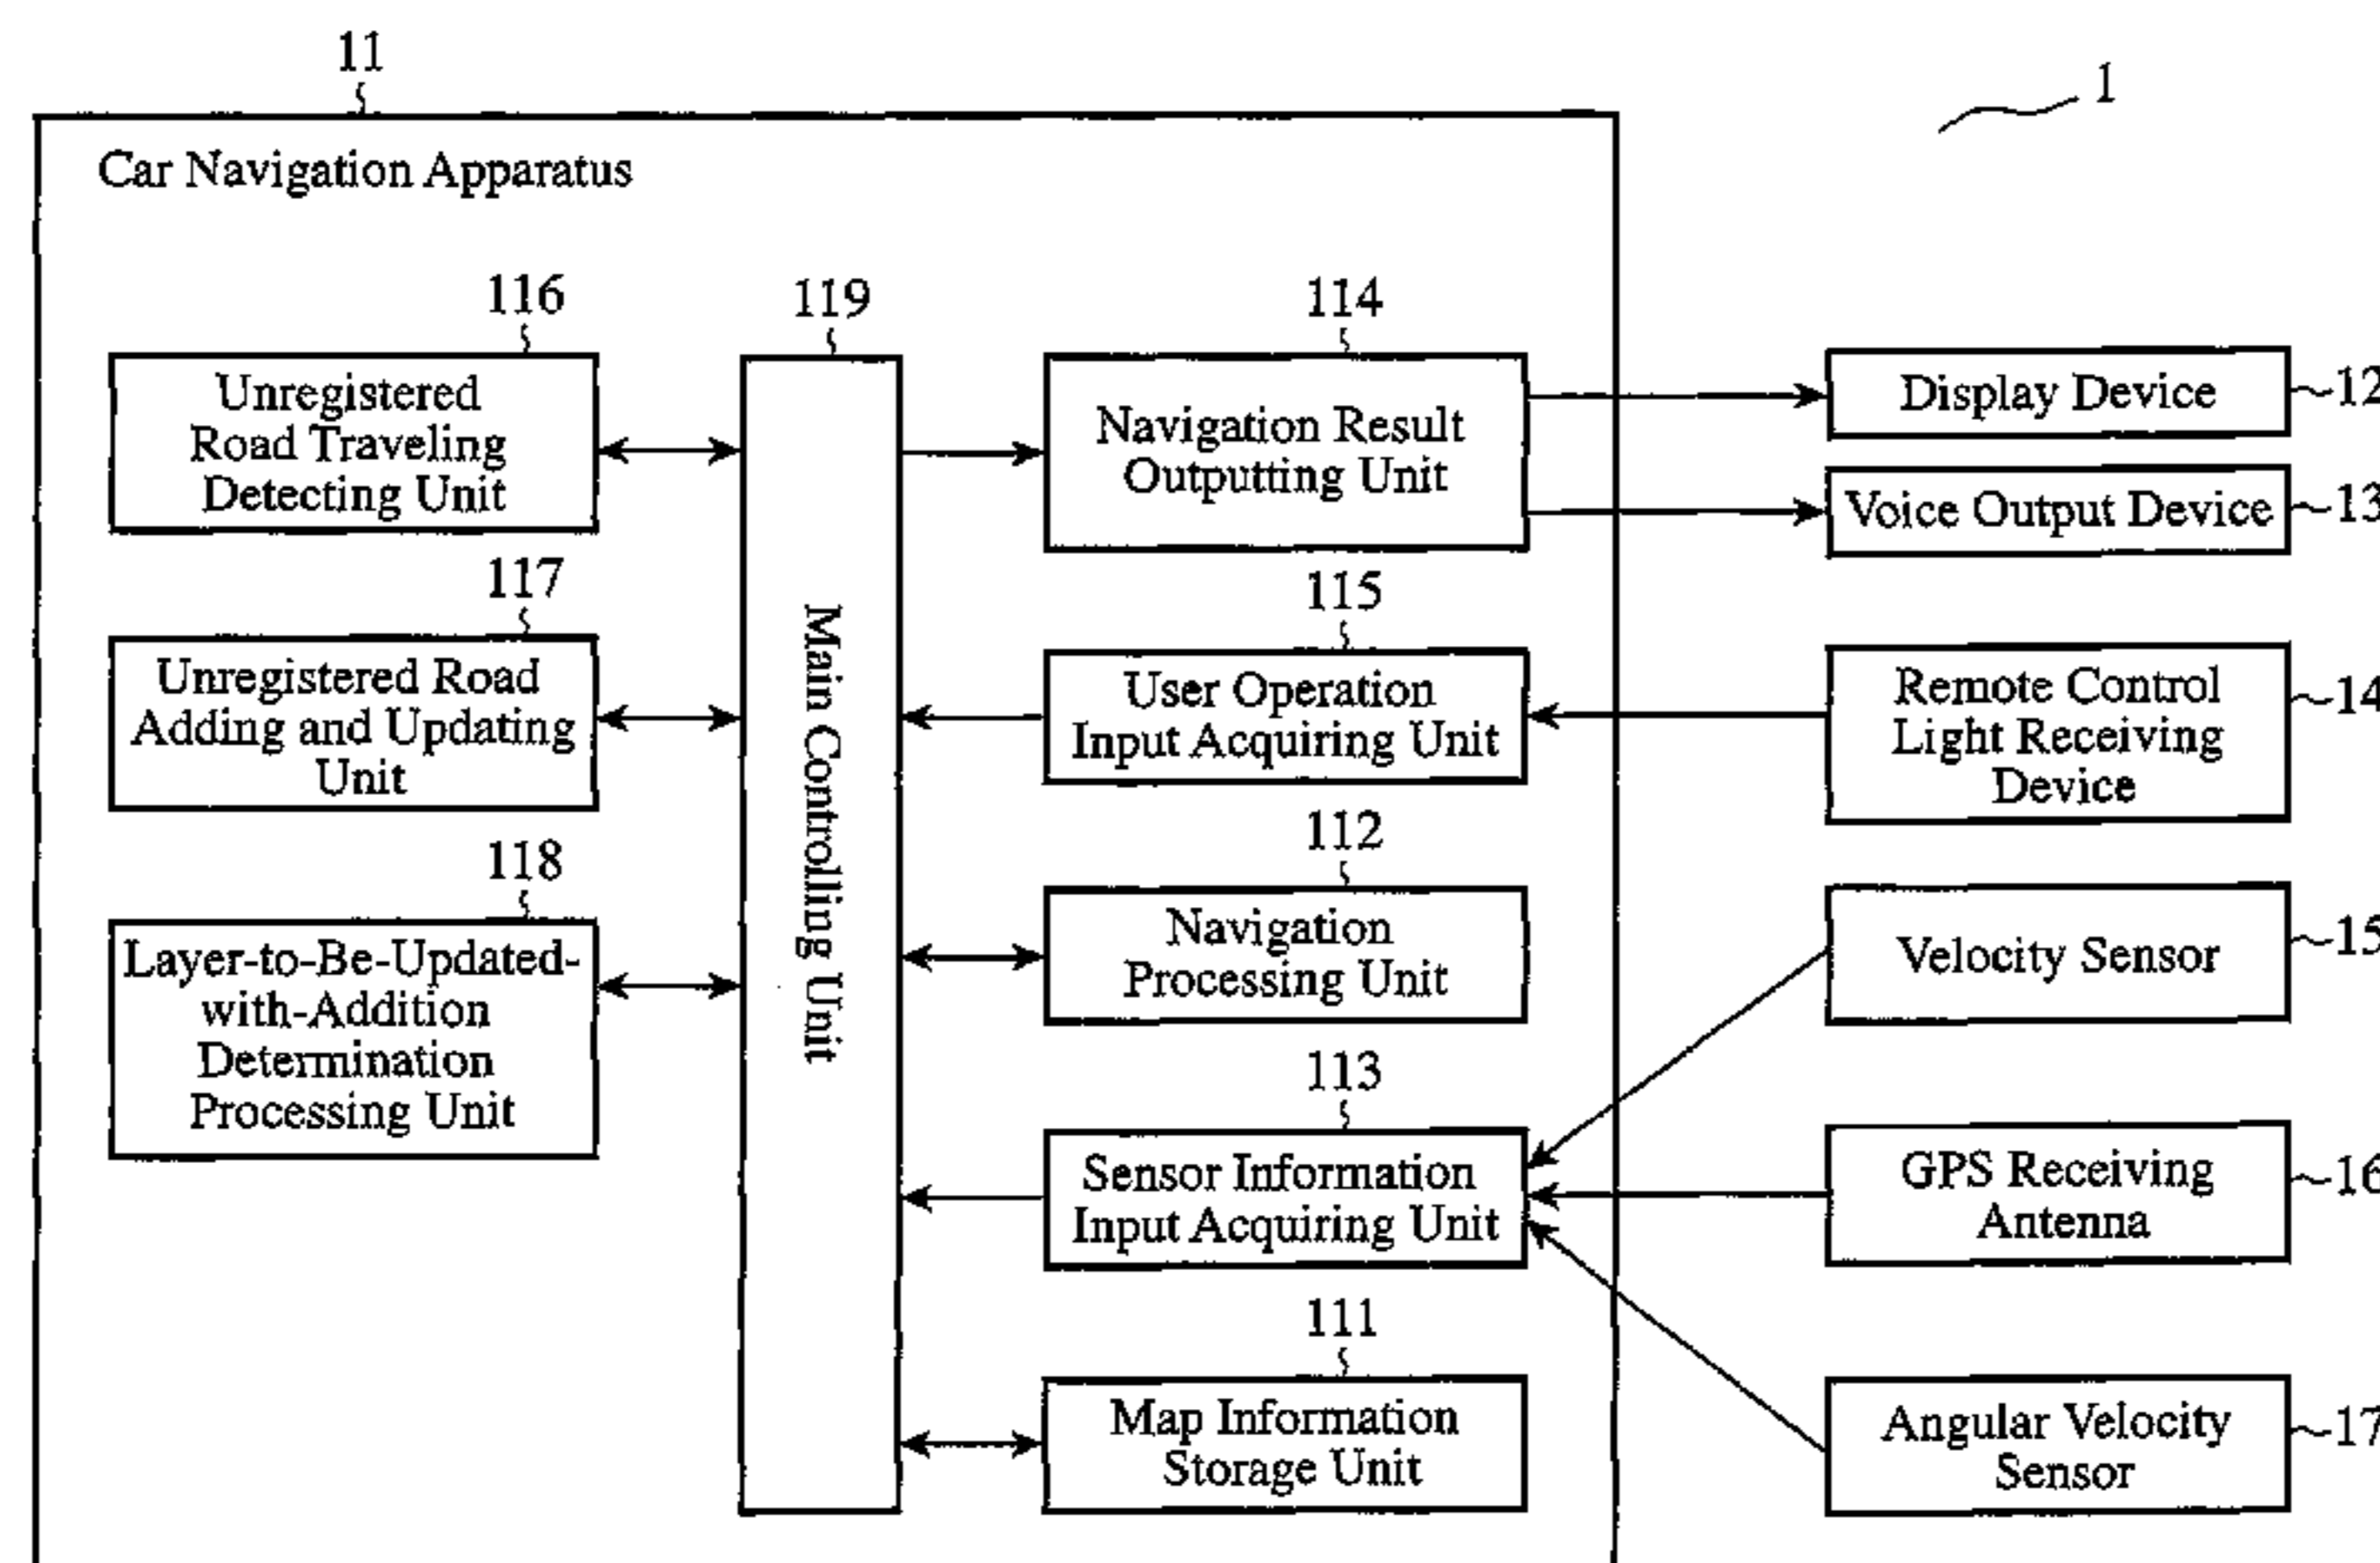 11
1
Car Navigation Apparatus
116
119
114
Unregistered
Road Traveling
Detecting Unit
Navigation Result
Outputting Unit
Display Device
12
Voice Output Device
13
117
115
Unregistered Road
Adding and Updating
Unit
Main Controlling Unit
User Operation
Input Acquiring Unit
Remote Control
Light Receiving
Device
14
118
112
Layer-to-Be-Updated-
with-Addition
Determination
Processing Unit
Navigation
Processing Unit
Velocity Sensor
15
113
Sensor Information
Input Acquiring Unit
GPS Receiving
Antenna
16
111
Map Information
Storage Unit
Angular Velocity
Sensor
17